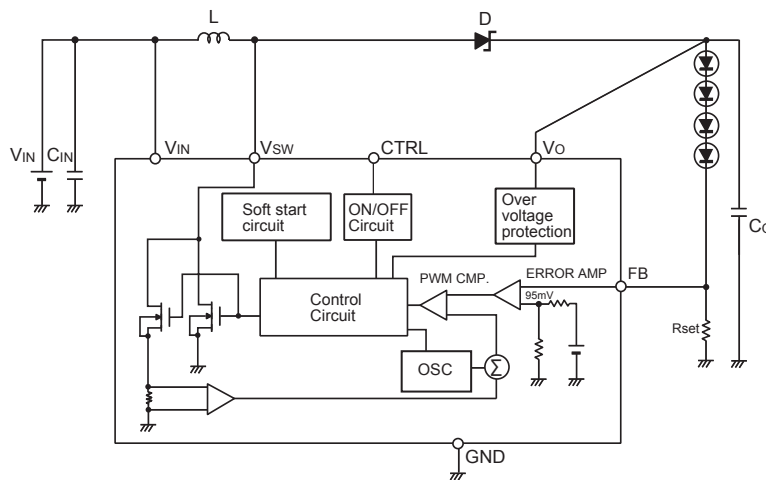 L
D
VIN
CIN
VIN
VSW
CTRL
VO
Soft start
circuit
ON/OFF
Circuit
Over
voltage
protection
CO
PWM CMP.
ERROR AMP
FB
95mV
Control
Circuit
Rset
OSC
Σ
GND